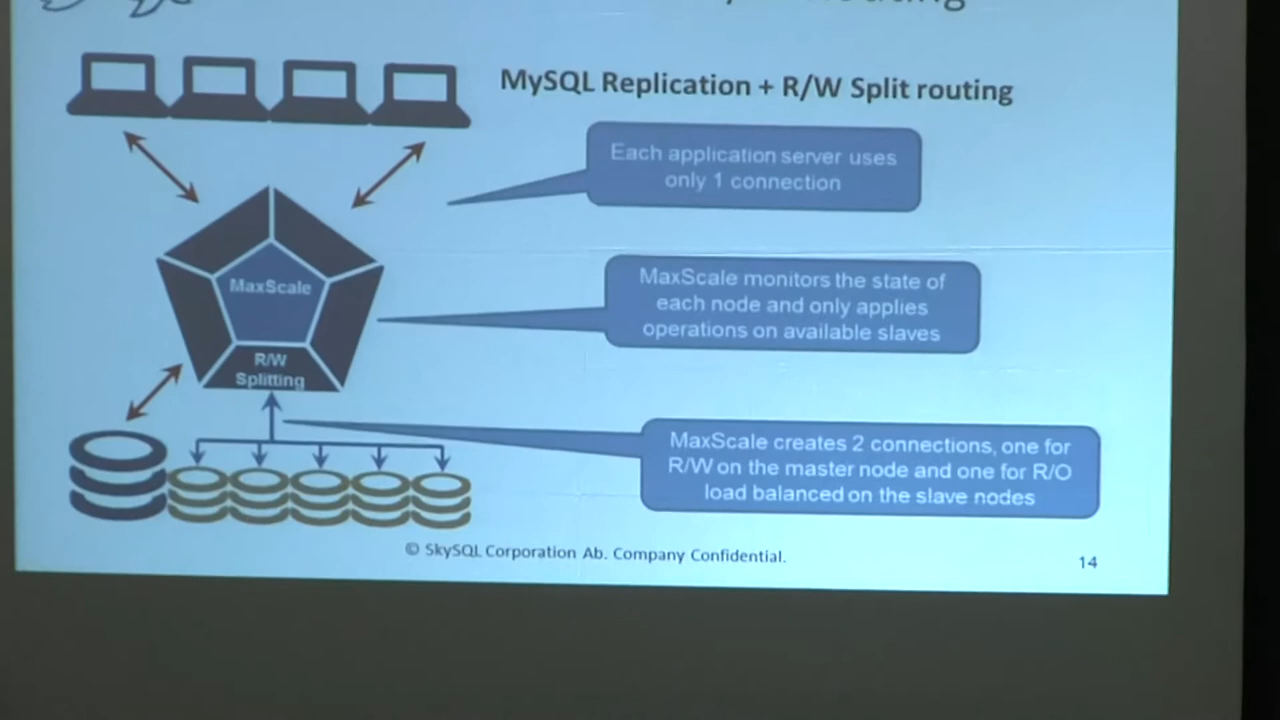 MySQL Replication + R/W Split routing
Each application server uses
only 1 connection
MaxScale
MaxScale monitors the state of
each node and only applies
operations on available slaves
R/W
Splitting
MaxScale creates 2 connections, one for
R/W on the master node and one for R/O
load balanced on the slave nodes
© SkySQL Corporation Ab. Company Confidential.
14